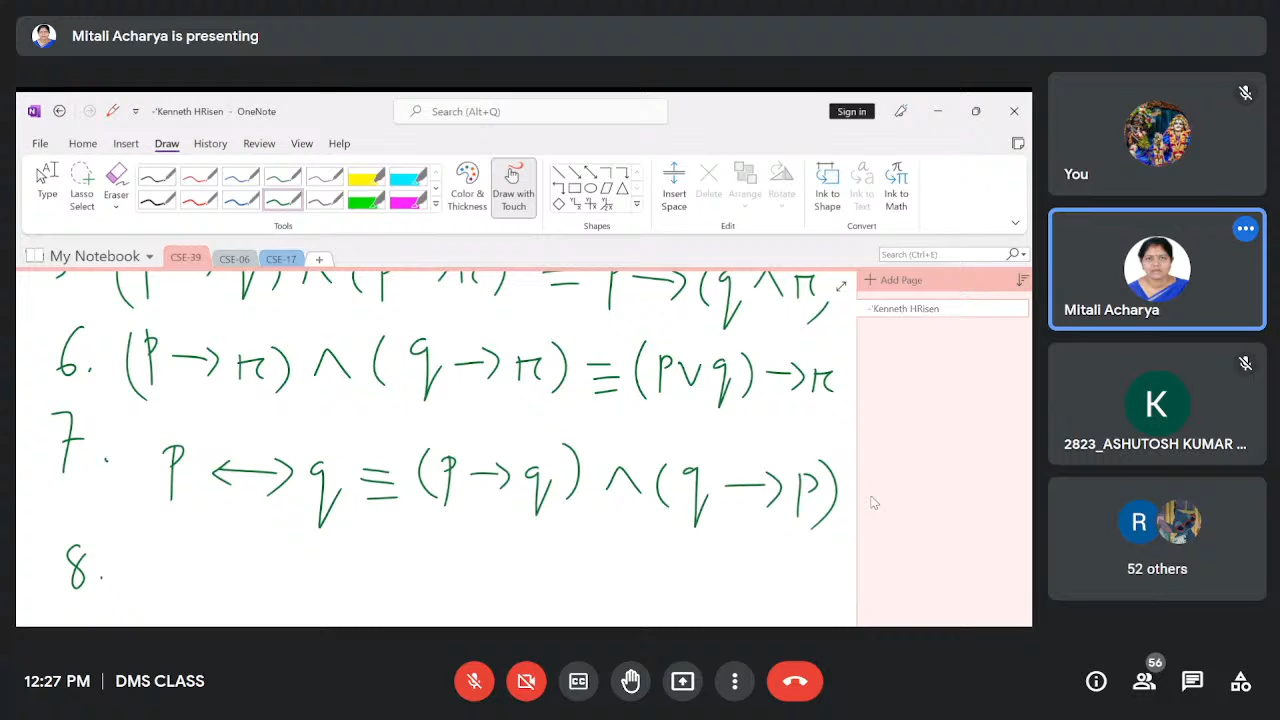 Mitali Acharya is presenting
-'Kenneth HRisen - OneNote
Search (Alt+Q)
Sign in
File Home Insert Draw History Review View Help
Type
Lasso Select
Eraser
Color & Thickness
Draw with Touch
Insert Space
Delete
Arrange
Rotate
Ink to Shape
Ink to Text
Ink to Math
Tools
Shapes
Edit
Convert
My Notebook CSE-39 CSE-06 CSE-17 +
Search (Ctrl+E)
Add Page
-'Kenneth HRisen
≡ p → (q ∧ r)
6. (p → r) ∧ (q → r) ≡ (p ∨ q) → r
7. p ↔ q ≡ (p → q) ∧ (q → p)
8.
You
Mitali Acharya
K
2823_ASHUTOSH KUMAR ...
R
52 others
12:27 PM | DMS CLASS
CC
56